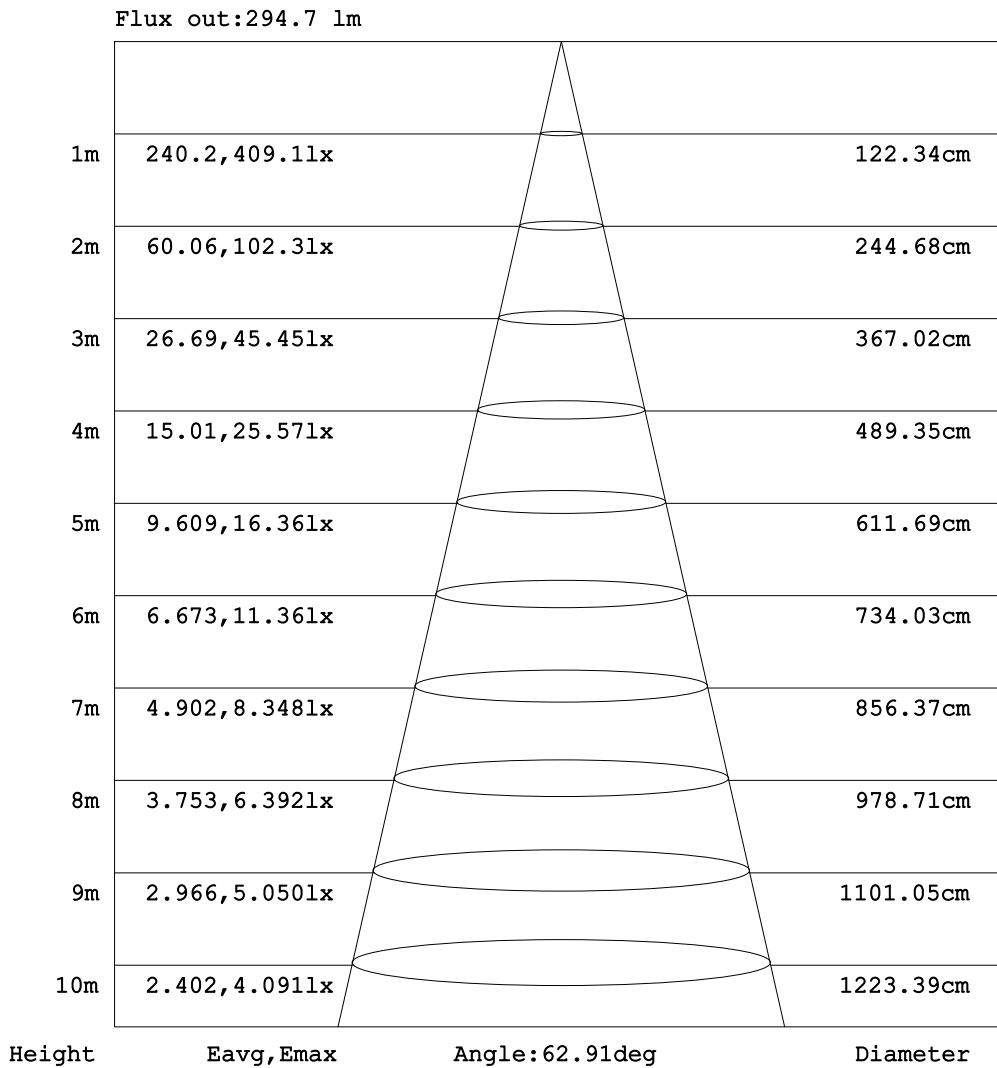 Flux out:294.7 lm
1m 240.2,409.1lx 122.34cm
2m 60.06,102.3lx 244.68cm
3m 26.69,45.45lx 367.02cm
4m 15.01,25.57lx 489.35cm
5m 9.609,16.36lx 611.69cm
6m 6.673,11.36lx 734.03cm
7m 4.902,8.348lx 856.37cm
8m 3.753,6.392lx 978.71cm
9m 2.966,5.050lx 1101.05cm
10m 2.402,4.091lx 1223.39cm
Height Eavg,Emax Angle:62.91deg Diameter